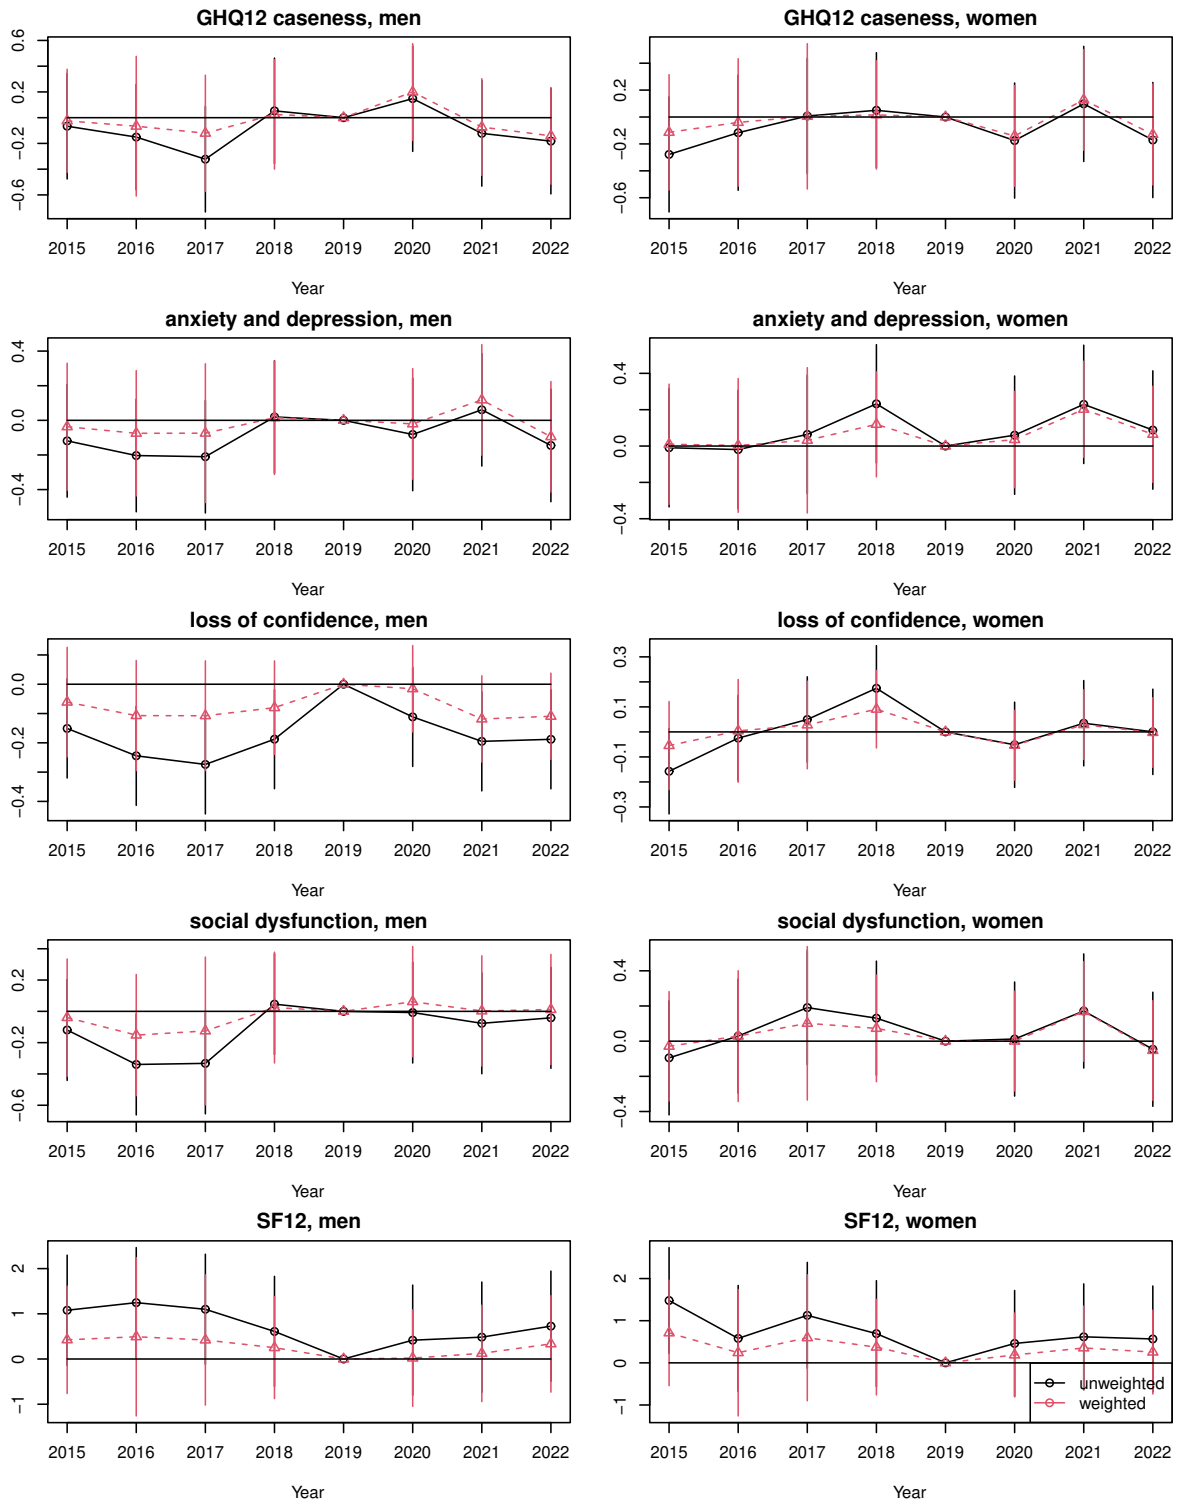 GHQ12 caseness, men
0.6
0.2
−0.2
−0.6
2015 2016 2017 2018 2019 2020 2021 2022
Year
GHQ12 caseness, women
0.2
−0.2
−0.6
2015 2016 2017 2018 2019 2020 2021 2022
Year
anxiety and depression, men
0.4
0.0
−0.4
2015 2016 2017 2018 2019 2020 2021 2022
Year
anxiety and depression, women
0.4
0.0
−0.4
2015 2016 2017 2018 2019 2020 2021 2022
Year
loss of confidence, men
0.0
−0.2
−0.4
2015 2016 2017 2018 2019 2020 2021 2022
Year
loss of confidence, women
0.3
0.1
−0.1
−0.3
2015 2016 2017 2018 2019 2020 2021 2022
Year
social dysfunction, men
0.2
−0.2
−0.6
2015 2016 2017 2018 2019 2020 2021 2022
Year
social dysfunction, women
0.4
0.0
−0.4
2015 2016 2017 2018 2019 2020 2021 2022
Year
SF12, men
2
1
0
−1
2015 2016 2017 2018 2019 2020 2021 2022
Year
SF12, women
2
1
0
−1
unweighted
weighted
2015 2016 2017 2018 2019 2020 2021 2022
Year